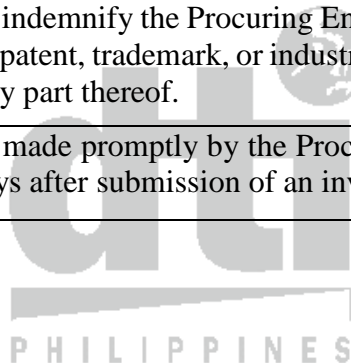 indemnify the Procuring En
patent, trademark, or industr
y part thereof.
made promptly by the Proc
ys after submission of an inv
dti
PHILIPPINES